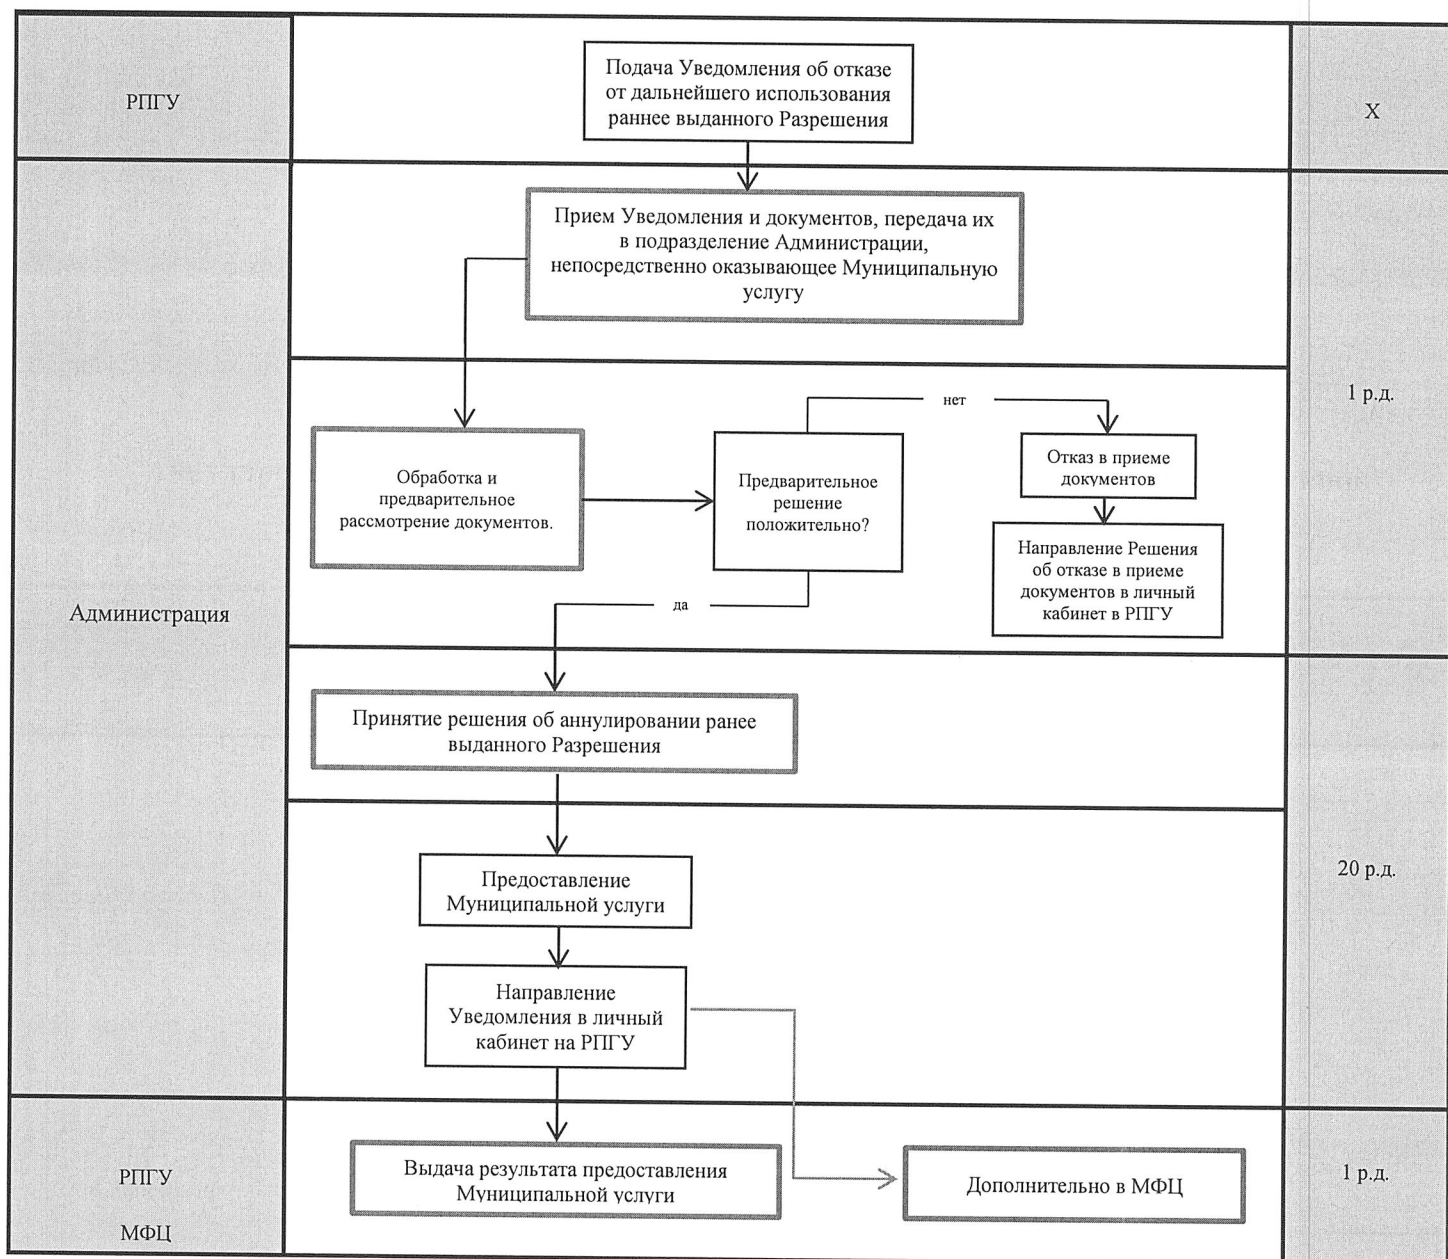 РПГУ
Подача Уведомления об отказе
от дальнейшего использования
раннее выданного Разрешения
X
Прием Уведомления и документов, передача их
в подразделение Администрации,
непосредственно оказывающее Муниципальную
услугу
1 р.д.
нет
Обработка и
предварительное
рассмотрение документов.
Предварительное
решение
положительно?
Отказ в приеме
документов
Направление Решения
об отказе в приеме
документов в личный
кабинет в РПГУ
да
Администрация
Принятие решения об аннулировании ранее
выданного Разрешения
20 р.д.
Предоставление
Муниципальной услуги
Направление
Уведомления в личный
кабинет на РПГУ
РПГУ
МФЦ
Выдача результата предоставления
Муниципальной услуги
Дополнительно в МФЦ
1 р.д.